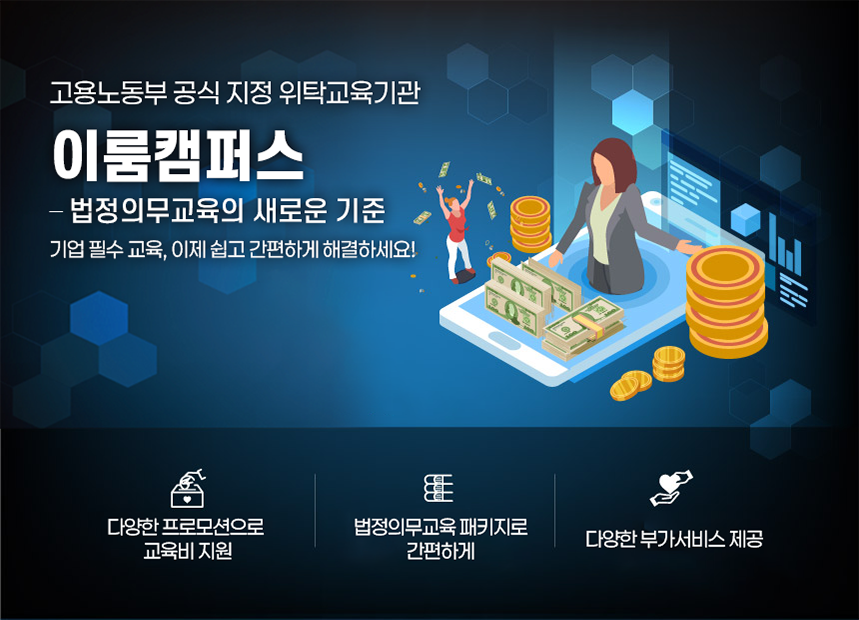 고용노동부 공식 지정 위탁교육기관
이룸캠퍼스
– 법정의무교육의 새로운 기준
기업 필수 교육, 이제 쉽고 간편하게 해결하세요!
다양한 프로모션으로
교육비 지원
법정의무교육 패키지로
간편하게
다양한 부가서비스 제공